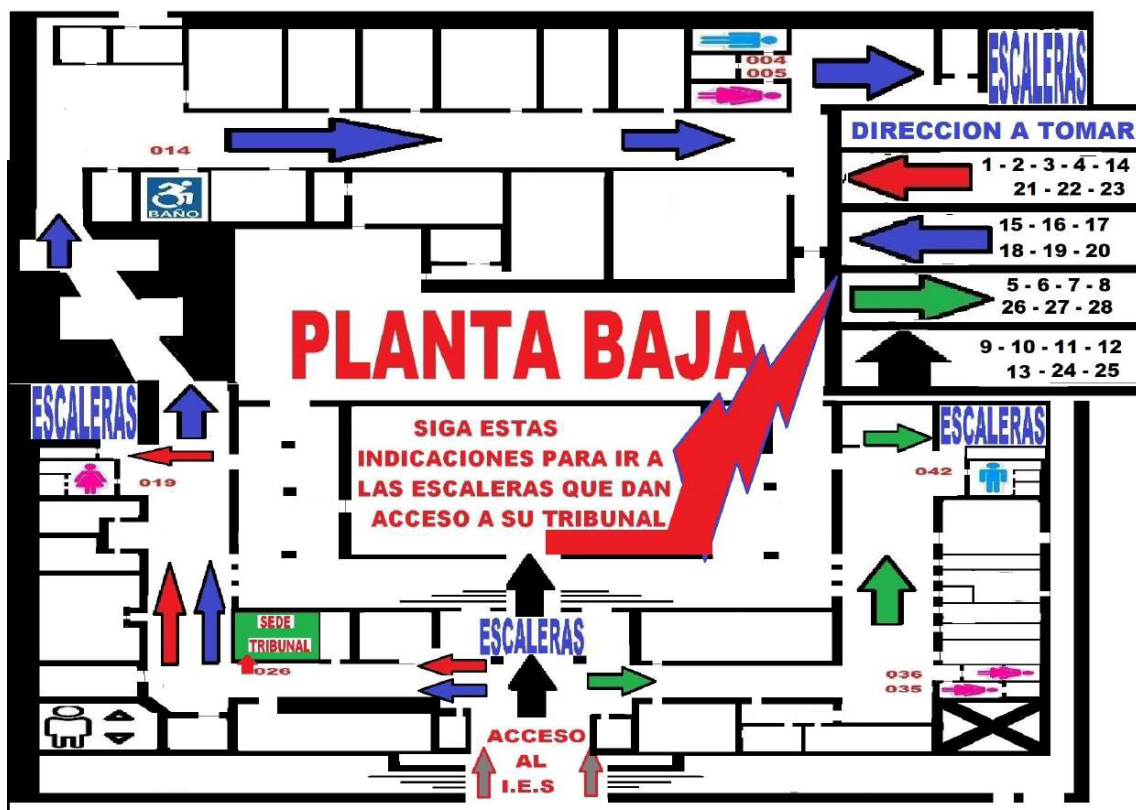 004
005
ESCALERAS
DIRECCION A TOMAR
1 - 2 - 3 - 4 - 14
21 - 22 - 23
15 - 16 - 17
18 - 19 - 20
5 - 6 - 7 - 8
26 - 27 - 28
9 - 10 - 11 - 12
13 - 24 - 25
014
BAÑO
PLANTA BAJA
ESCALERAS
019
SIGA ESTAS
INDICACIONES PARA IR A
LAS ESCALERAS QUE DAN
ACCESO A SU TRIBUNAL
ESCALERAS
042
SEDE
TRIBUNAL
026
ESCALERAS
036
035
ACCESO
AL
I.E.S